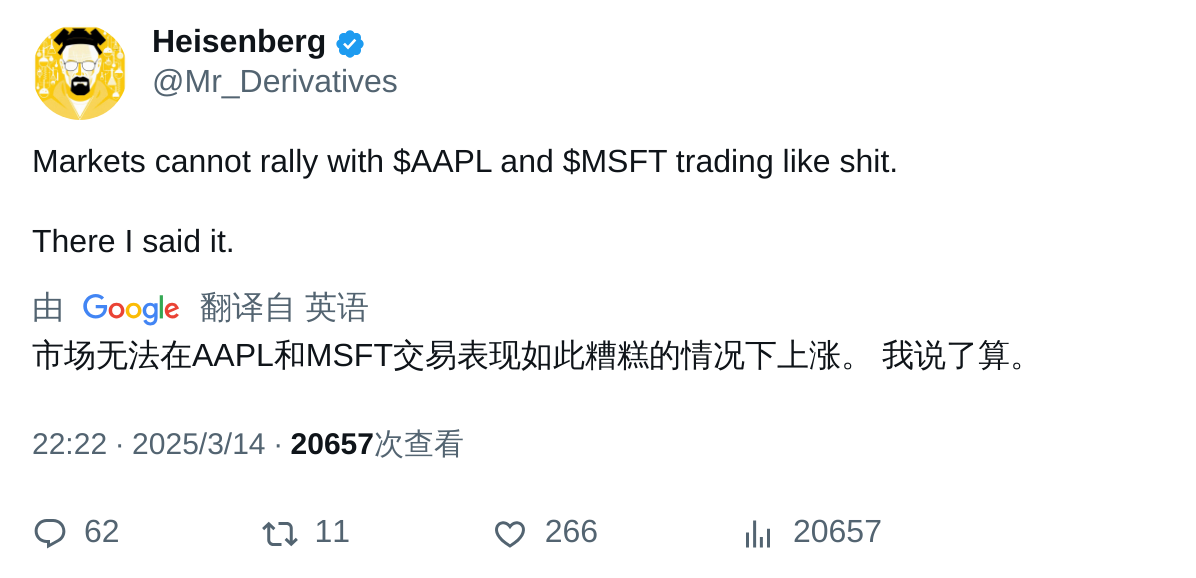 Heisenberg
@Mr_Derivatives
Markets cannot rally with $AAPL and $MSFT trading like shit.
There I said it.
由 Google 翻译自 英语
市场无法在AAPL和MSFT交易表现如此糟糕的情况下上涨。 我说了算。
22:22 · 2025/3/14 · 20657次查看
62 11 266 20657